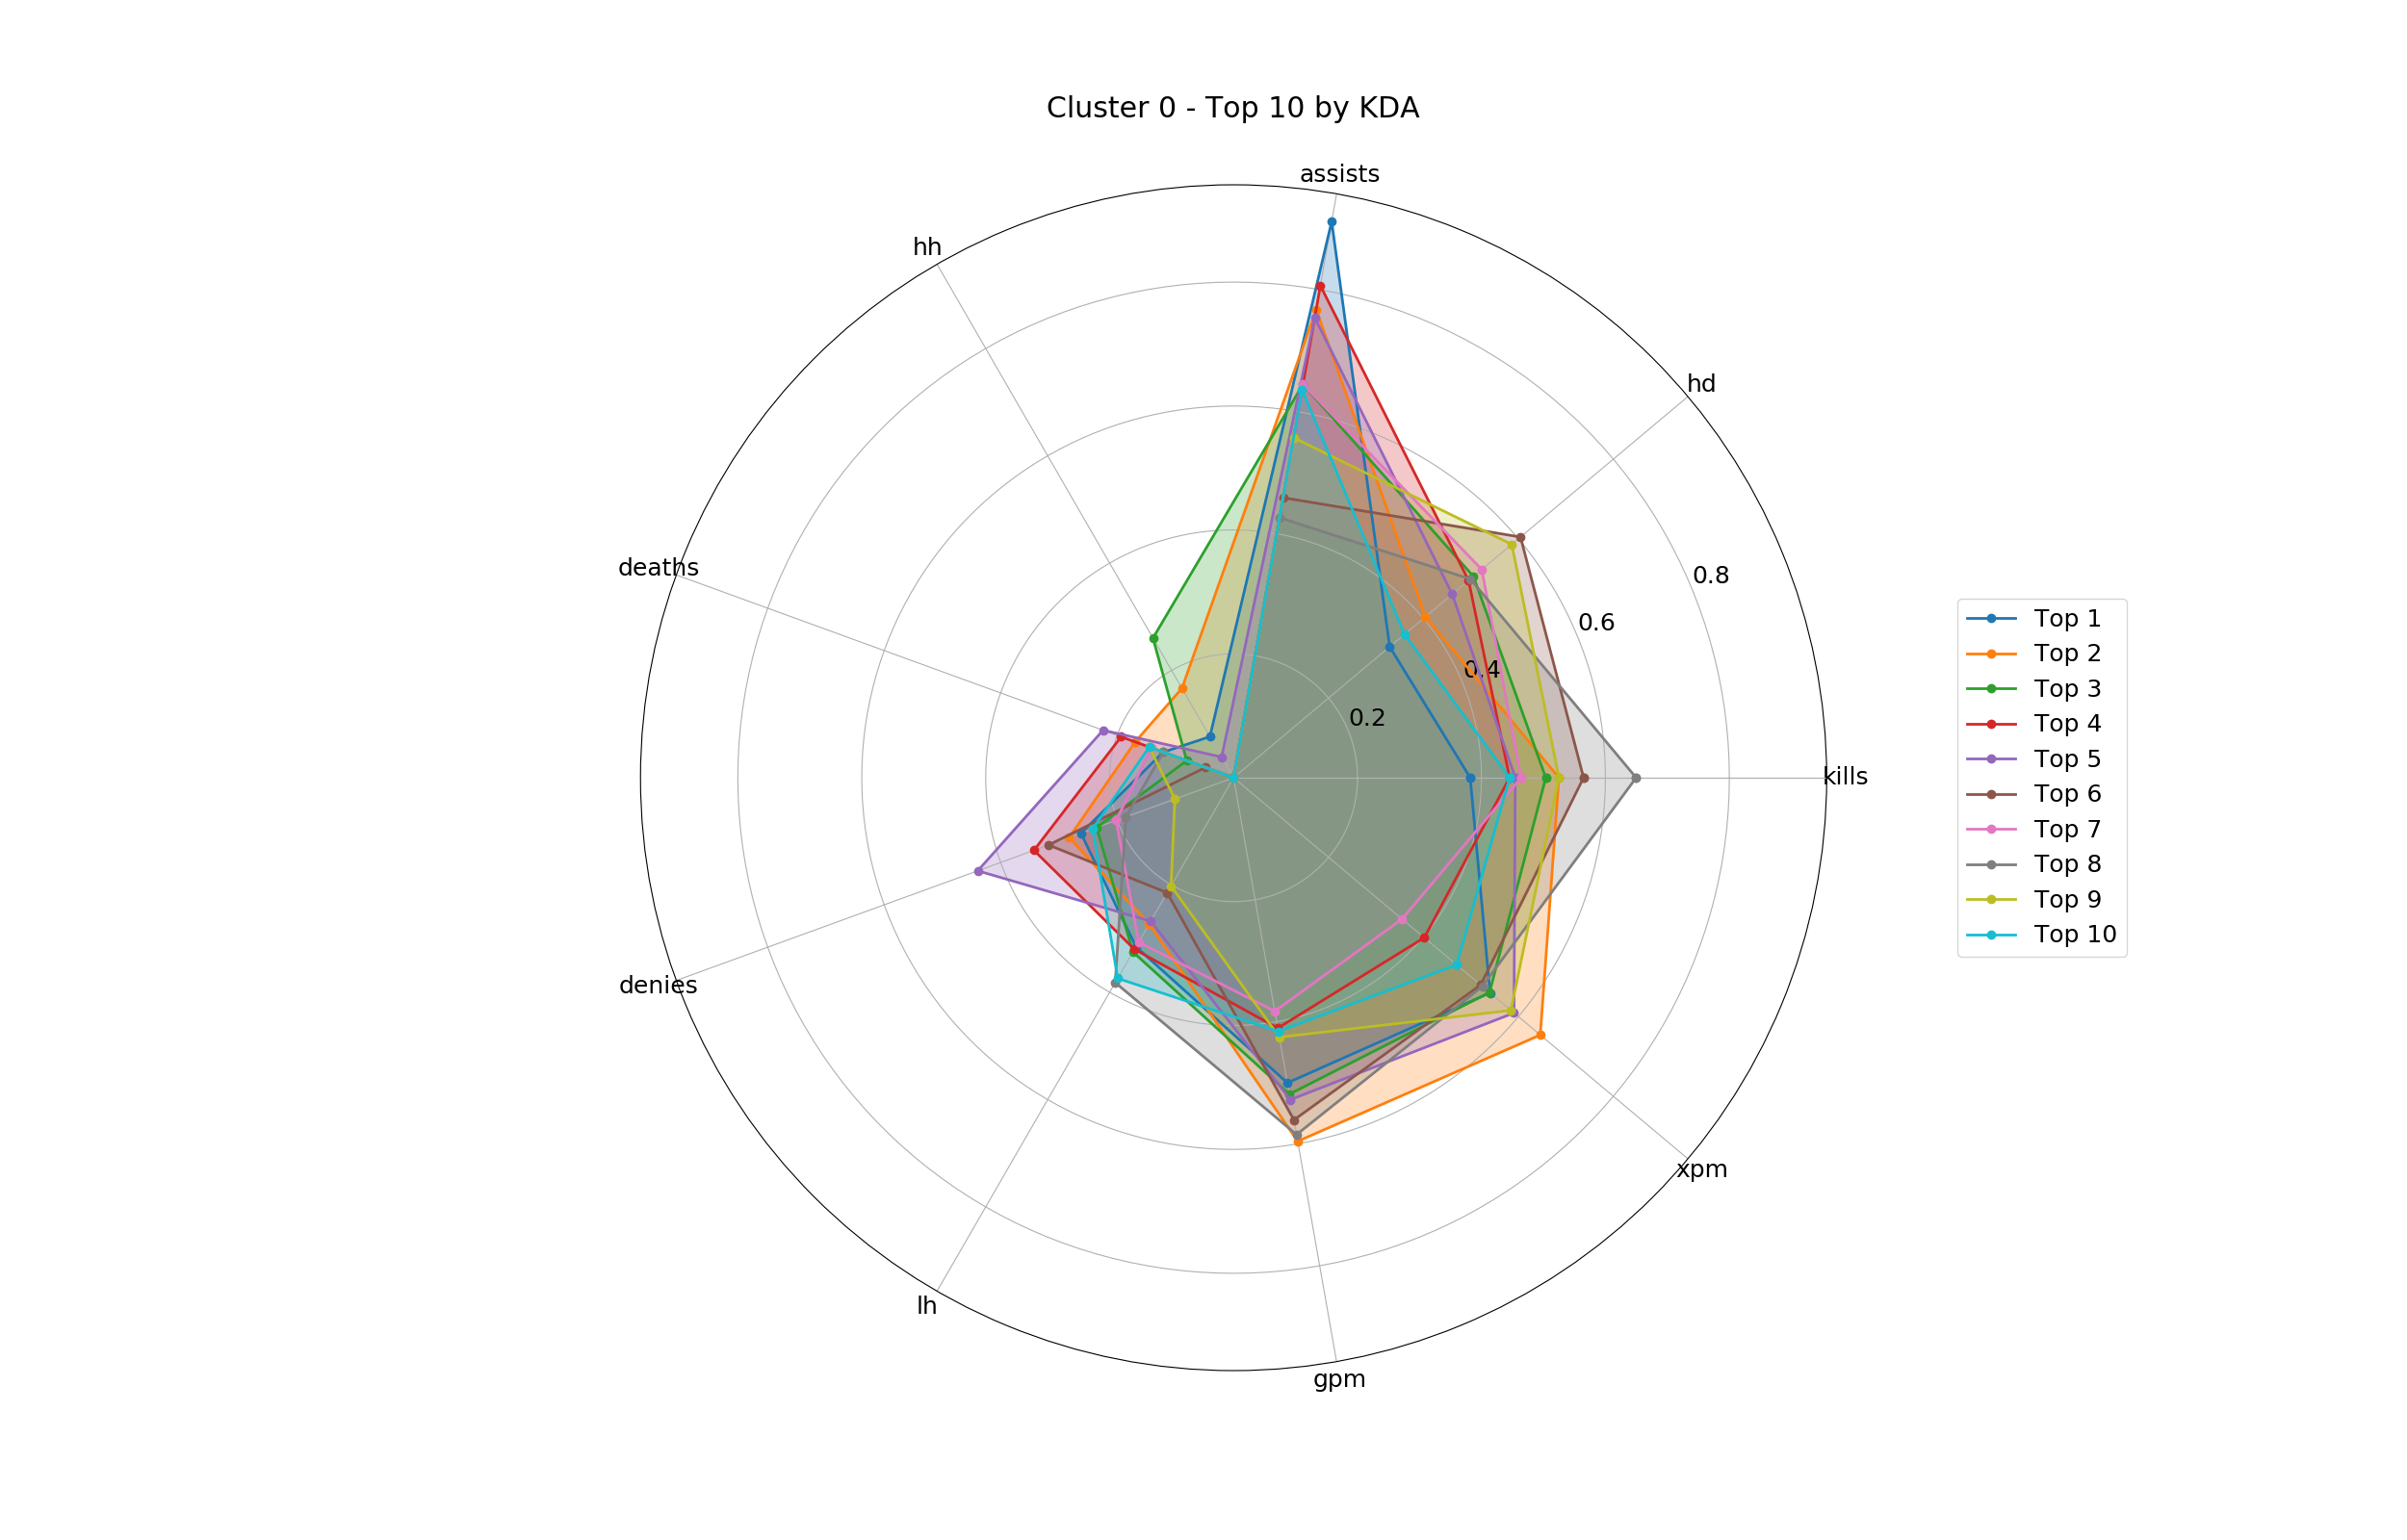 Cluster 0 - Top 10 by KDA
assists
hh
hd
deaths
0.8
0.6
0.4
0.2
kills
denies
xpm
lh
gpm
Top 1
Top 2
Top 3
Top 4
Top 5
Top 6
Top 7
Top 8
Top 9
Top 10